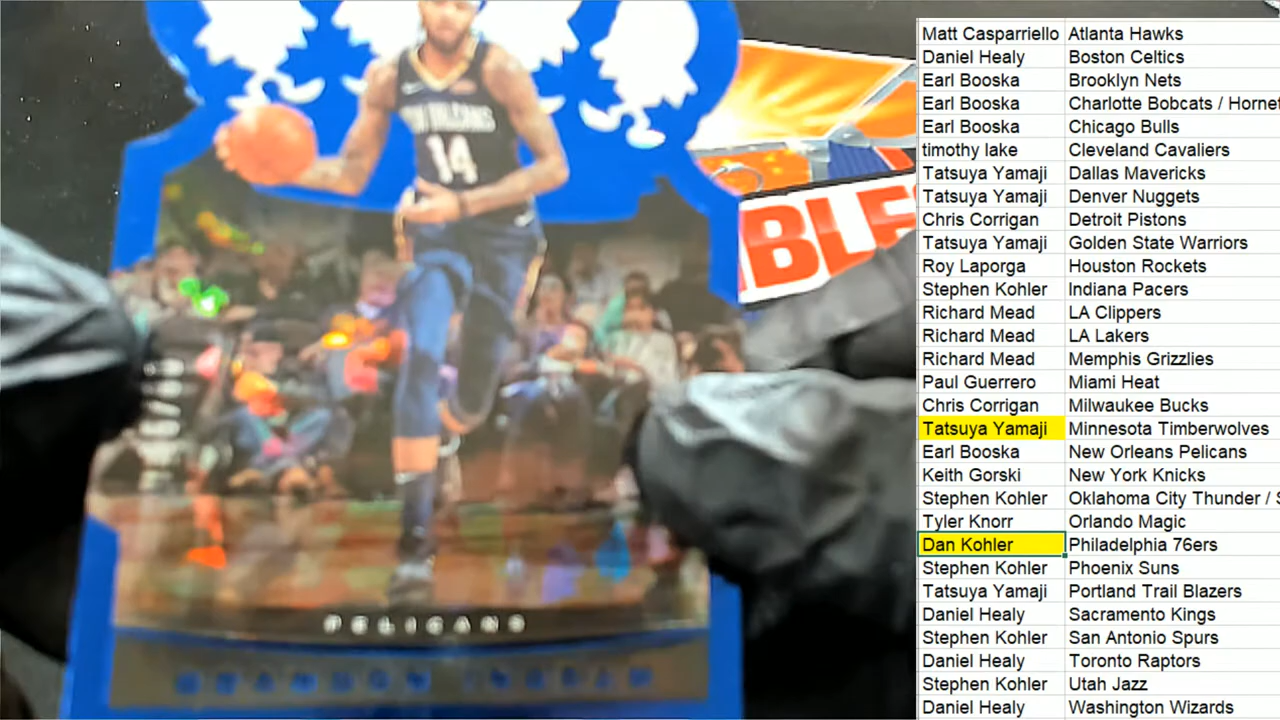 ORLEANS
14
PELICANS
BRANDON INGRAM
BLE
Matt Casparriello Atlanta Hawks
Daniel Healy Boston Celtics
Earl Booska Brooklyn Nets
Earl Booska Charlotte Bobcats / Hornet
Earl Booska Chicago Bulls
timothy lake Cleveland Cavaliers
Tatsuya Yamaji Dallas Mavericks
Tatsuya Yamaji Denver Nuggets
Chris Corrigan Detroit Pistons
Tatsuya Yamaji Golden State Warriors
Roy Laporga Houston Rockets
Stephen Kohler Indiana Pacers
Richard Mead LA Clippers
Richard Mead LA Lakers
Richard Mead Memphis Grizzlies
Paul Guerrero Miami Heat
Chris Corrigan Milwaukee Bucks
Tatsuya Yamaji Minnesota Timberwolves
Earl Booska New Orleans Pelicans
Keith Gorski New York Knicks
Stephen Kohler Oklahoma City Thunder / S
Tyler Knorr Orlando Magic
Dan Kohler Philadelphia 76ers
Stephen Kohler Phoenix Suns
Tatsuya Yamaji Portland Trail Blazers
Daniel Healy Sacramento Kings
Stephen Kohler San Antonio Spurs
Daniel Healy Toronto Raptors
Stephen Kohler Utah Jazz
Daniel Healy Washington Wizards